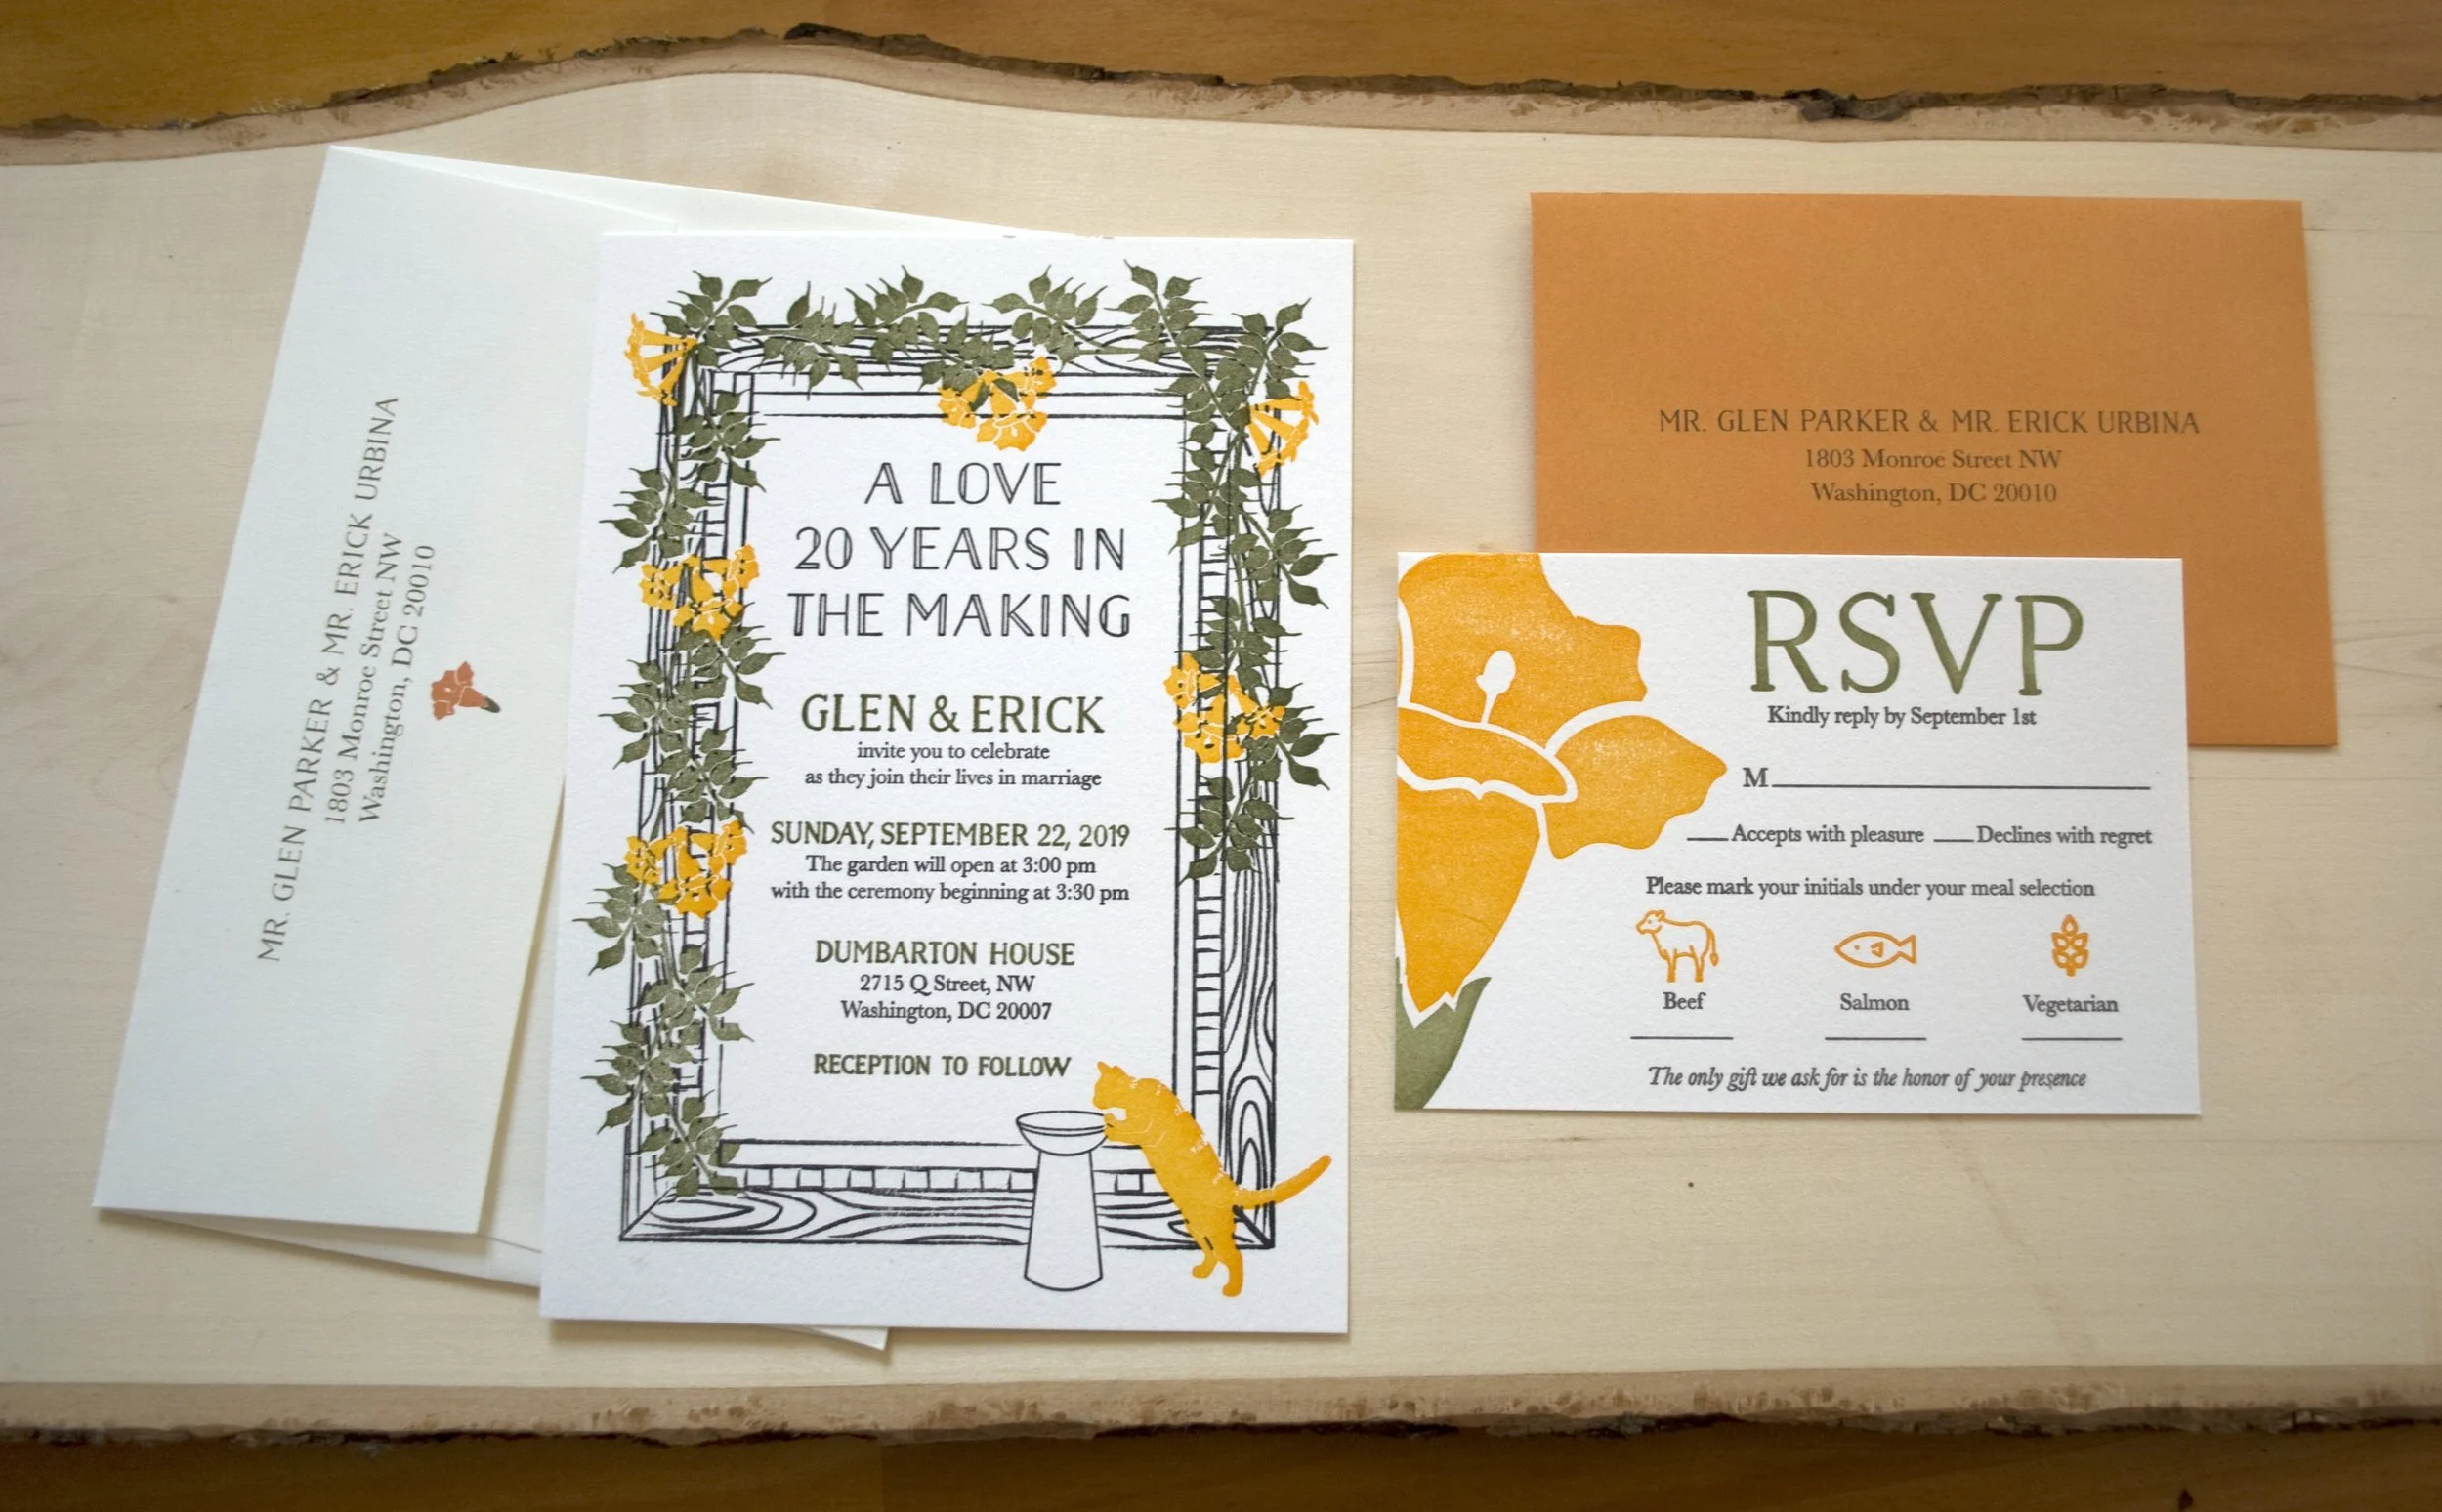 MR. GLEN PARKER & MR. ERICK URBINA
1803 Monroe Street NW
Washington, DC 20010
A LOVE
20 YEARS IN
THE MAKING
GLEN & ERICK
invite you to celebrate
as they join their lives in marriage
SUNDAY, SEPTEMBER 22, 2019
The garden will open at 3:00 pm
with the ceremony beginning at 3:30 pm
DUMBARTON HOUSE
2715 Q Street, NW
Washington, DC 20007
RECEPTION TO FOLLOW
MR. GLEN PARKER & MR. ERICK URBINA
1803 Monroe Street NW
Washington, DC 20010
RSVP
Kindly reply by September 1st
M
Accepts with pleasure Declines with regret
Please mark your initials under your meal selection
Beef Salmon Vegetarian
The only gift we ask for is the honor of your presence